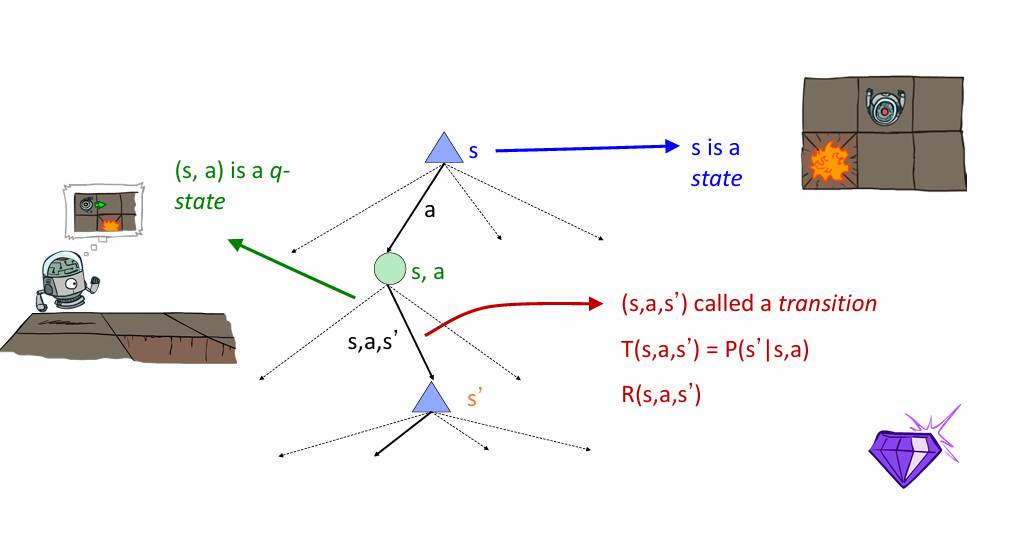 s
s is a
state
(s, a) is a q-
state
a
s, a
(s,a,s’) called a transition
s,a,s’
T(s,a,s’) = P(s’|s,a)
s’
R(s,a,s’)